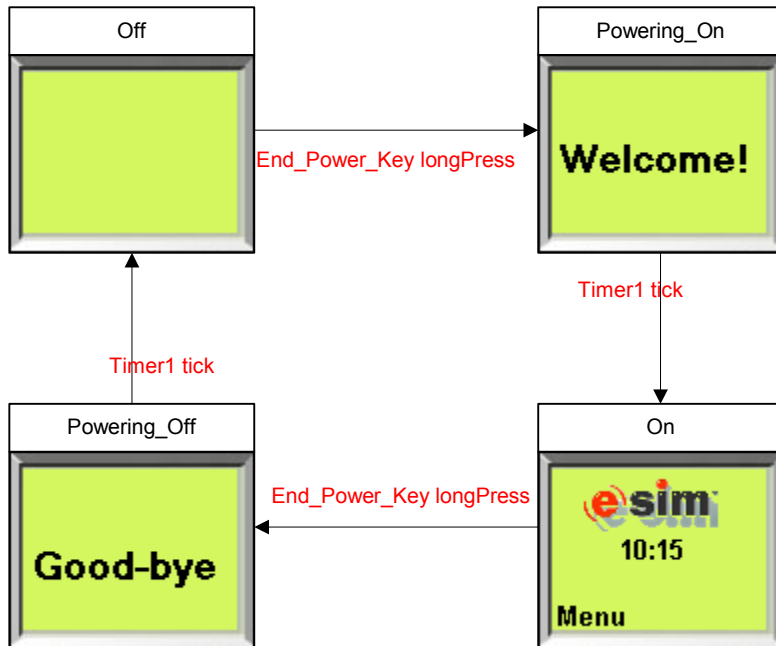 Off
Powering_On
Welcome!
End_Power_Key longPress
Timer1 tick
Timer1 tick
Powering_Off
On
Good-bye
End_Power_Key longPress
esim
10:15
Menu